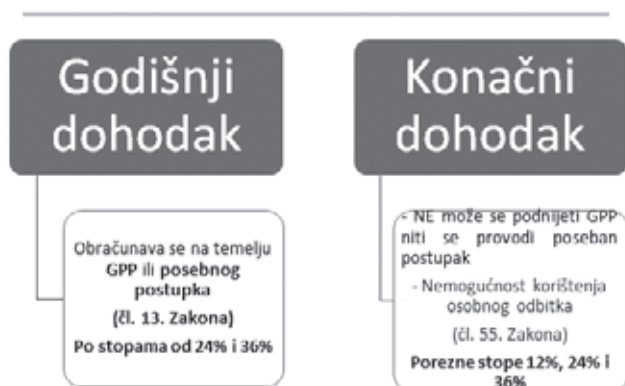 Godišnji
dohodak
Obračunava se na temelju
GPP ili posebnog
postupka
(čl. 13. Zakona)
Po stopama od 24% i 36%
Konačni
dohodak
- NE može se podnijeti GPP
niti se provodi poseban
postupak
- Nemogućnost korištenja
osobnog odbitka
(čl. 55. Zakona)
Porezne stope 12%, 24% i
36%